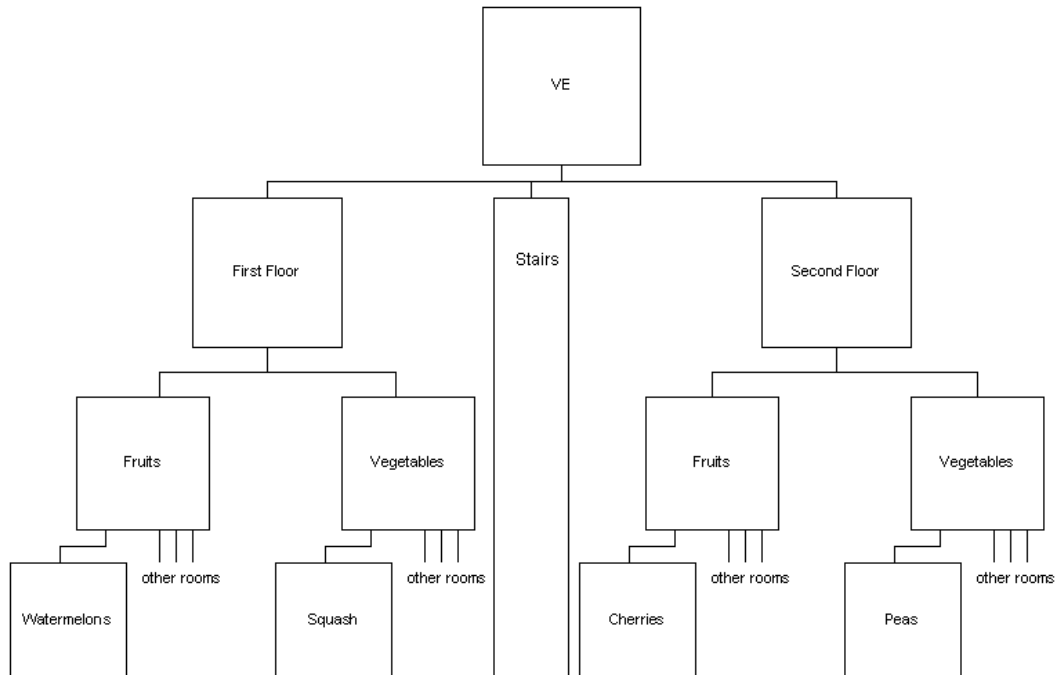 VE
First Floor
Stairs
Second Floor
Fruits
Vegetables
Fruits
Vegetables
other rooms
other rooms
other rooms
other rooms
Watermelons
Squash
Cherries
Peas